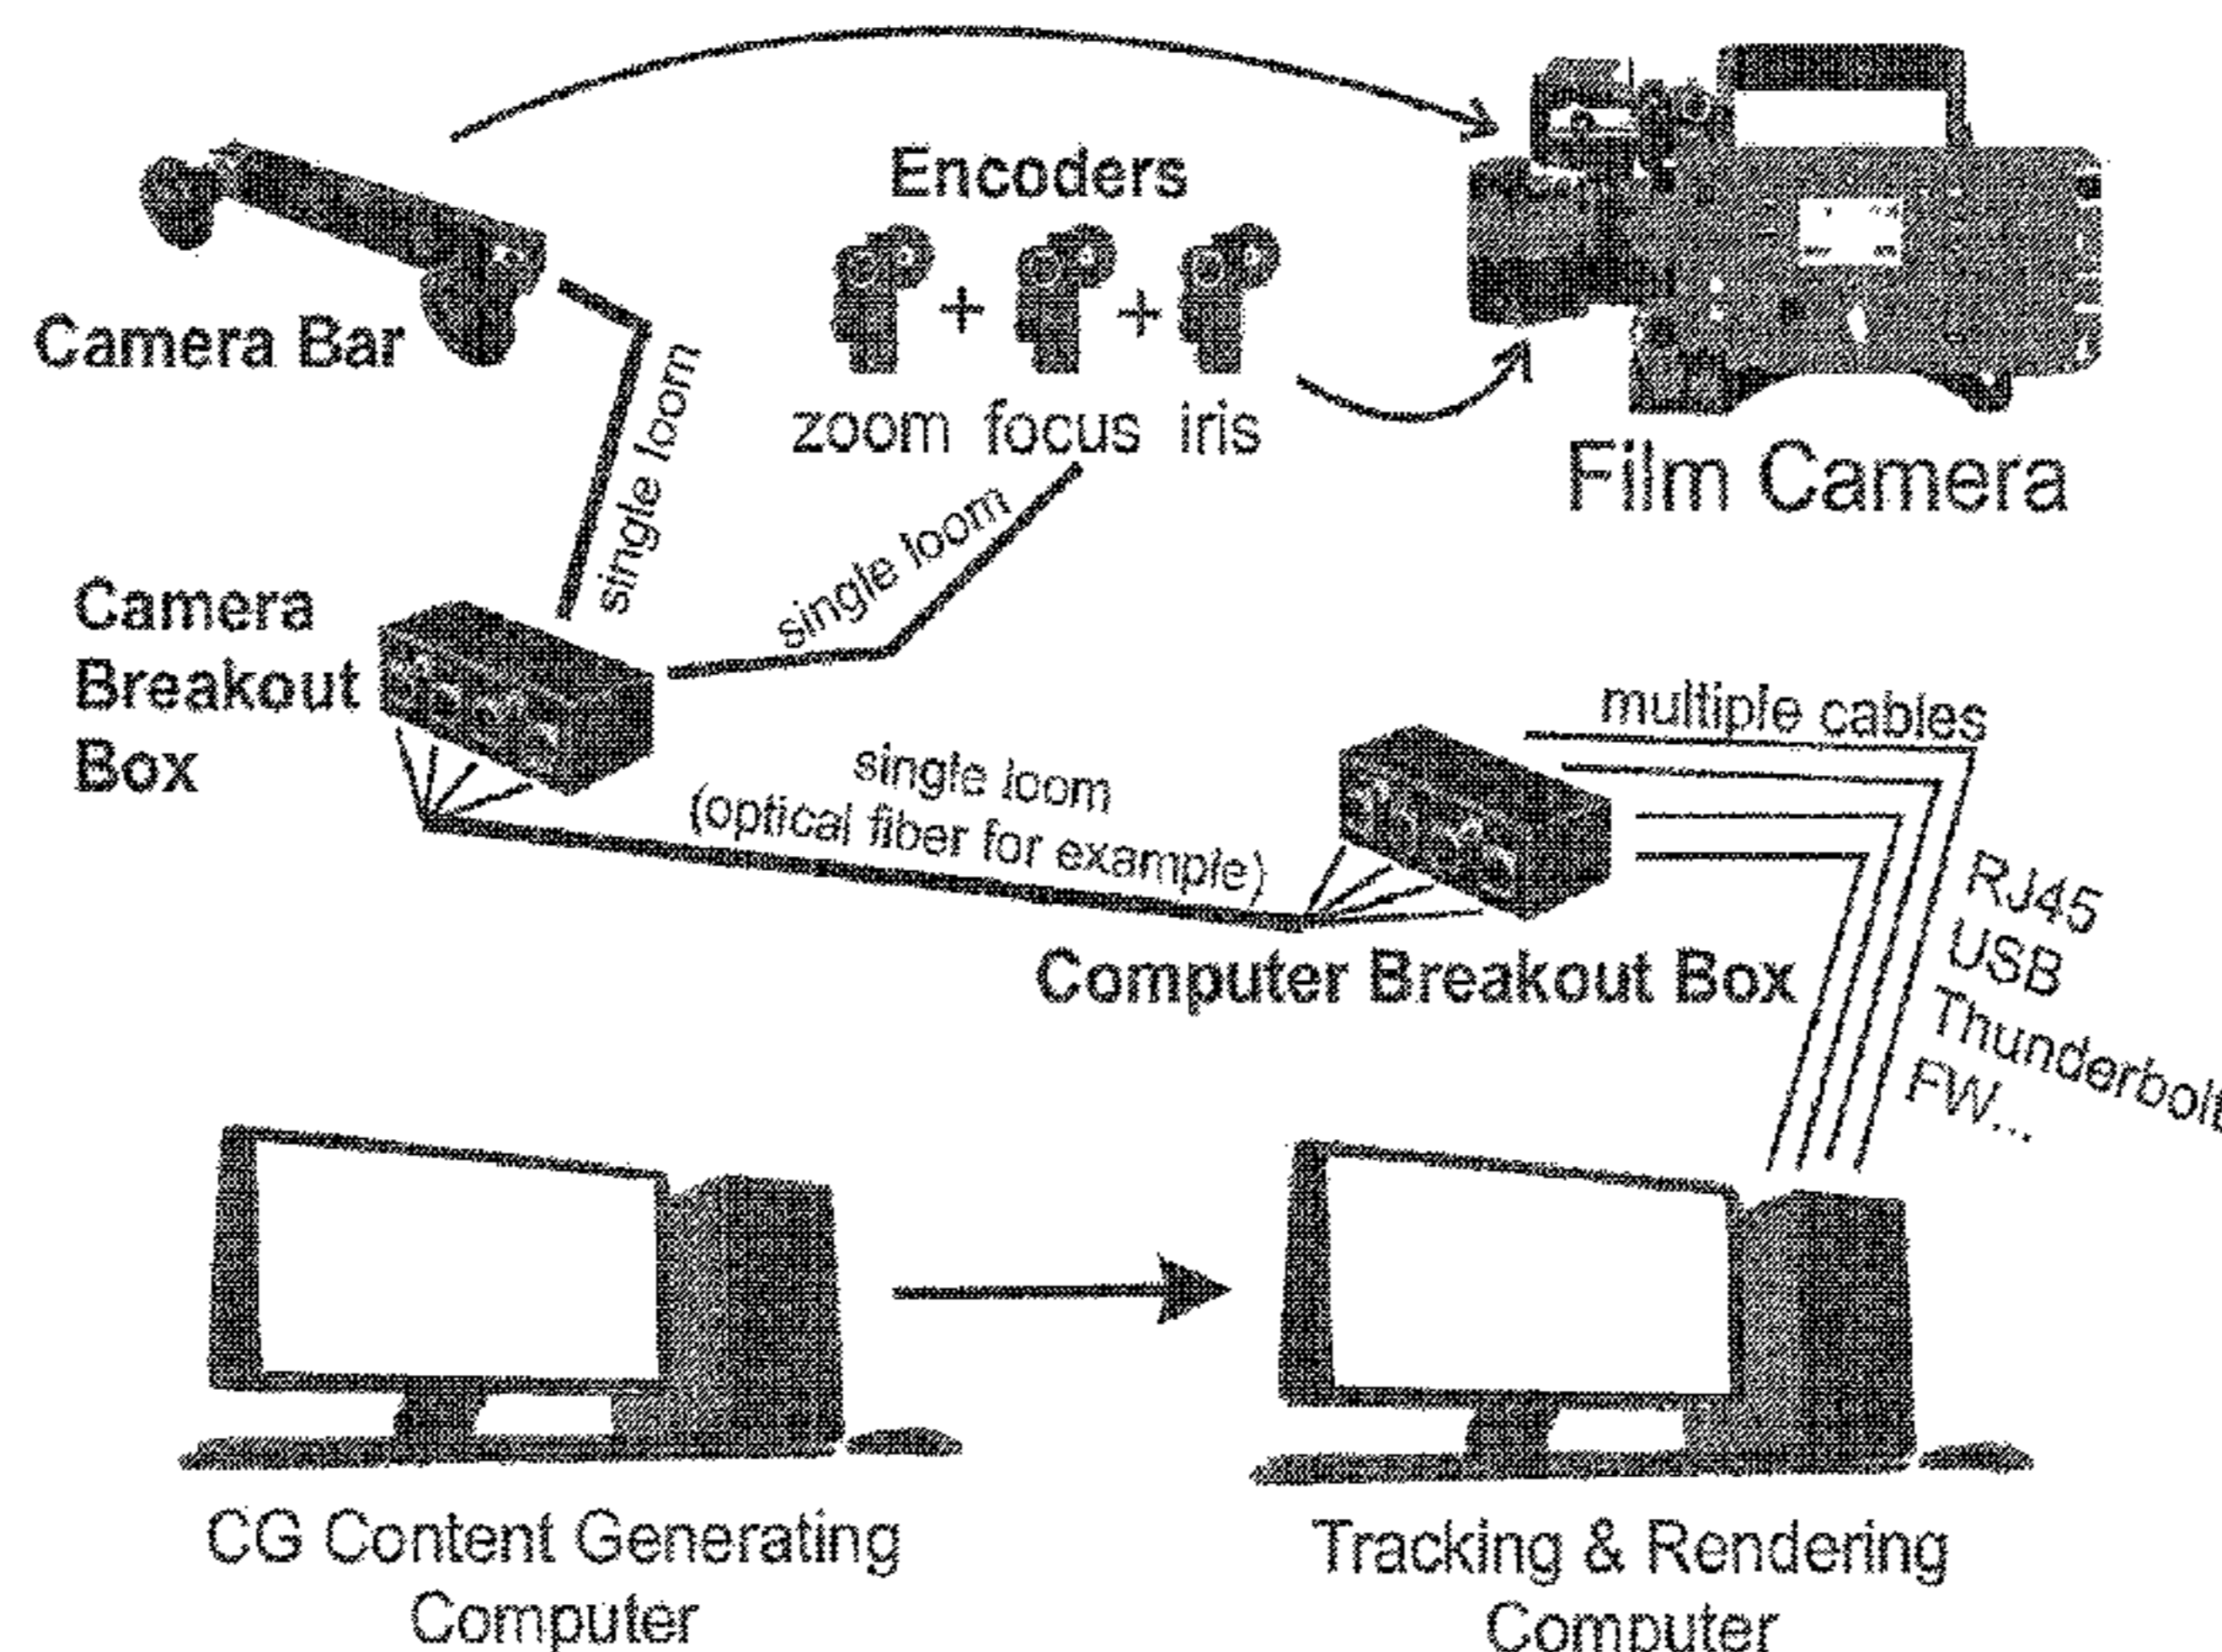 Encoders
Camera Bar
zoom focus iris
+ +
Film Camera
single loom
single loom
Camera
Breakout
Box
single loom
(optical fiber for example)
multiple cables
RJ45
USB
Thunderbolt
FW...
Computer Breakout Box
CG Content Generating
Computer
Tracking & Rendering
Computer